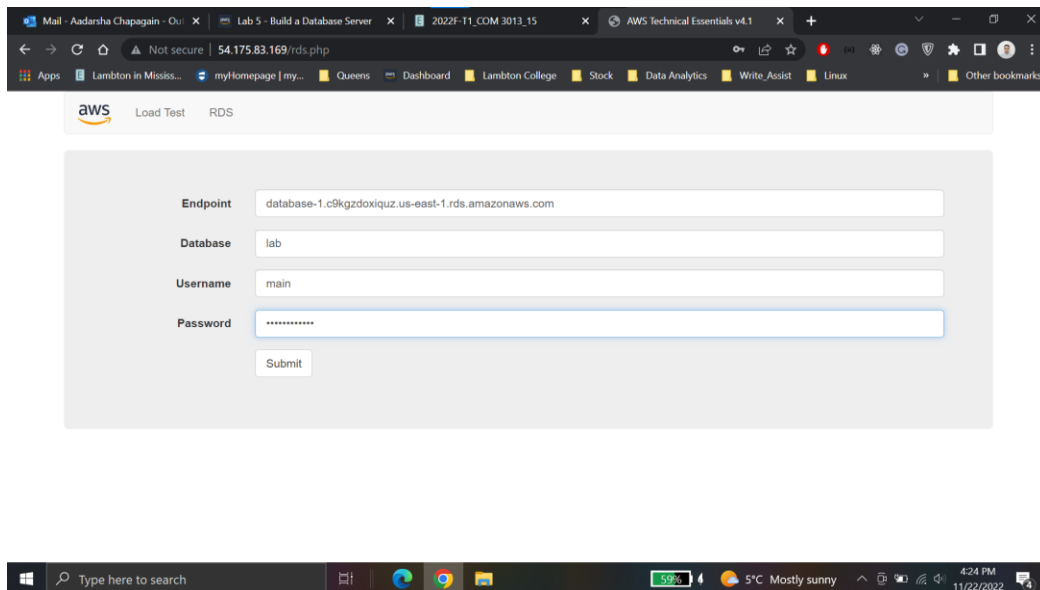 Mail - Aadarsha Chapagain - Out Lab 5 - Build a Database Server 2022F-T1_COM 3013_15 AWS Technical Essentials v4.1
Not secure | 54.175.83.169/rds.php
Apps Lambton in Mississ... myHomepage | my... Queens Dashboard Lambton College Stock Data Analytics Write_Assist Linux » Other bookmarks
aws Load Test RDS
Endpoint database-1.c9kgzdoxiquz.us-east-1.rds.amazonaws.com
Database lab
Username main
Password ••••••••••••
Submit
Type here to search 59% 5°C Mostly sunny 4:24 PM
11/22/2022